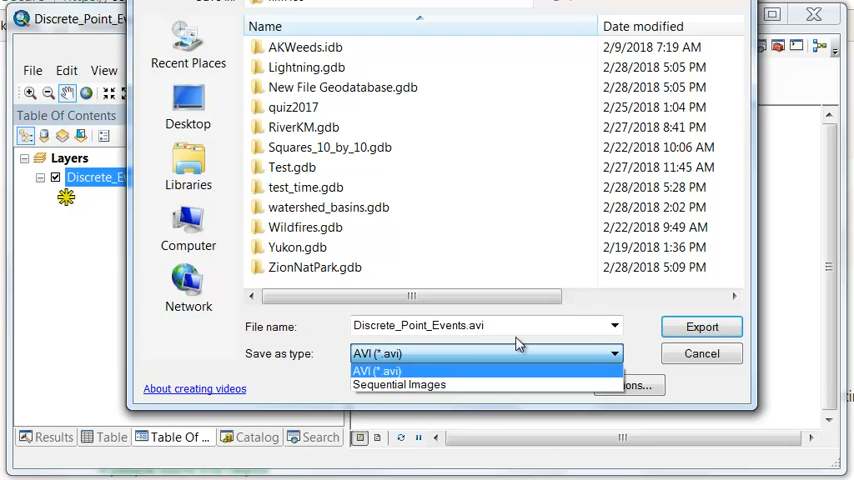 Discrete_Point_Ev
Name
Date modified
Recent Places
AKWeeds.idb
2/9/2018 7:19 AM
File Edit View
Lightning.gdb
2/28/2018 5:05 PM
New File Geodatabase.gdb
2/28/2018 5:05 PM
Table Of Contents
Desktop
quiz2017
2/25/2018 1:04 PM
RiverKM.gdb
2/27/2018 8:41 PM
Squares_10_by_10.gdb
2/22/2018 10:06 AM
Layers
Libraries
Test.gdb
2/27/2018 11:45 AM
Discrete_Ev
test_time.gdb
2/28/2018 5:28 PM
watershed_basins.gdb
2/28/2018 2:02 PM
Wildfires.gdb
2/22/2018 9:49 AM
Computer
Yukon.gdb
2/19/2018 1:36 PM
ZionNatPark.gdb
2/28/2018 5:09 PM
Network
File name:
Discrete_Point_Events.avi
Export
Save as type:
AVI (*.avi)
Cancel
AVI (*.avi)
Sequential Images
About creating videos
ons...
Results Table Table Of ... Catalog Search